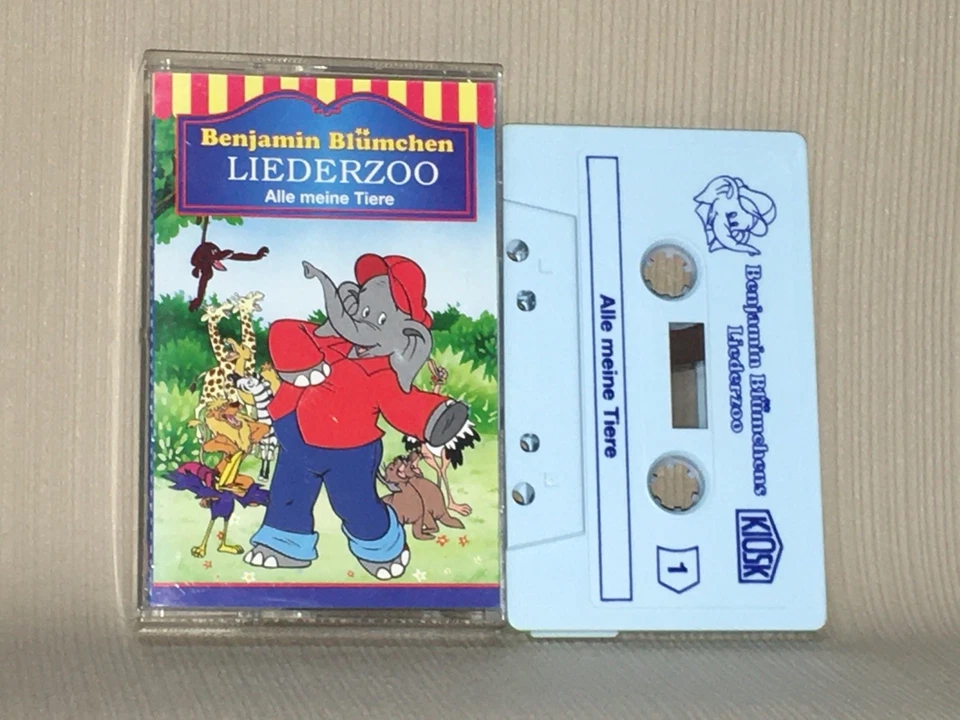 Benjamin Blümchen
LIEDERZOO
Alle meine Tiere
Benjamin Blümchens
Liederzoo
Alle meine Tiere
KIOSK
1